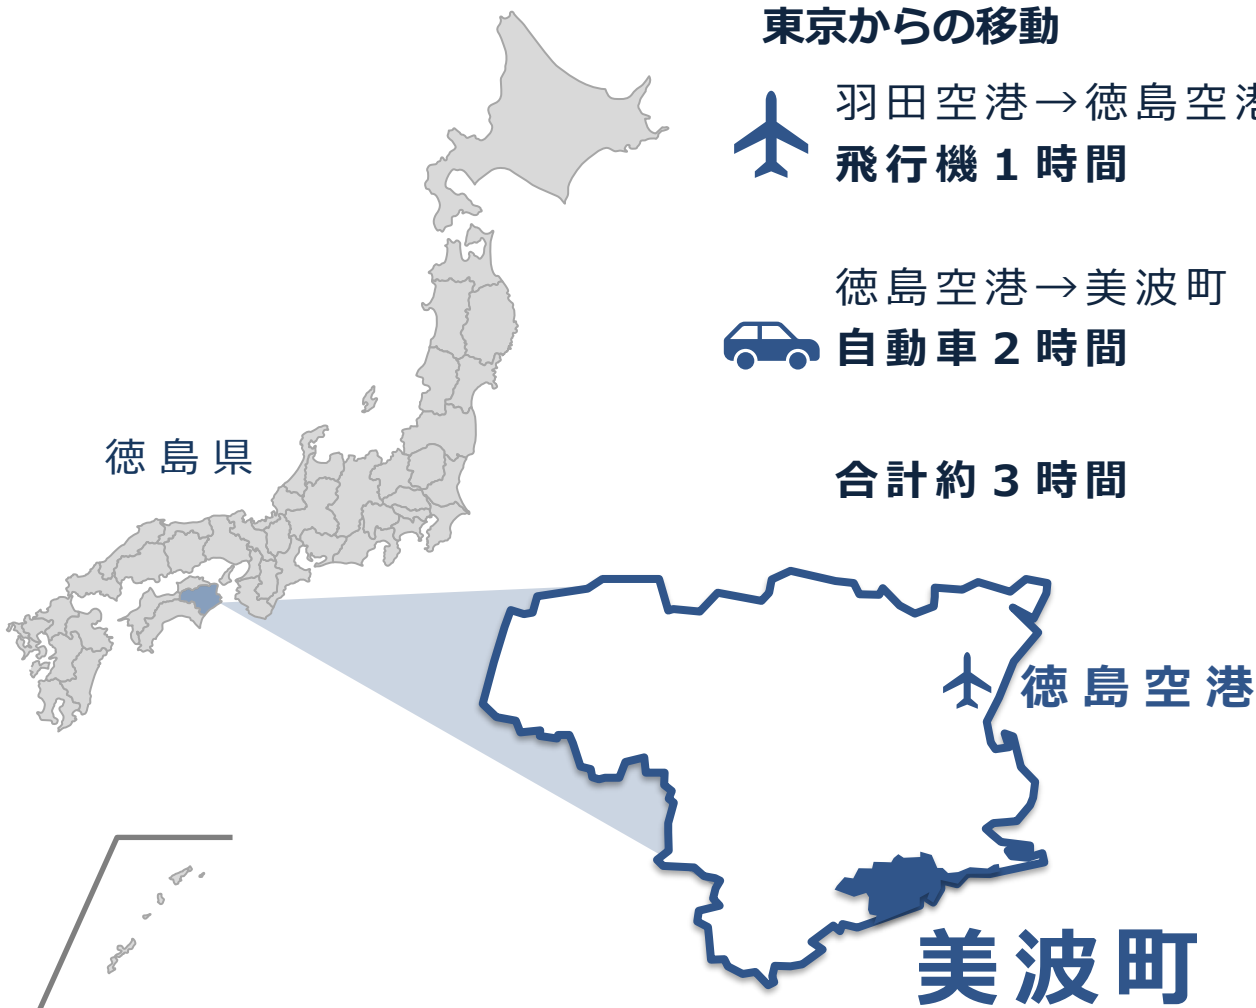 東京からの移動
羽田空港→徳島空港
飛行機1時間
徳島空港→美波町
自動車2時間
徳島県
合計約3時間
徳島空港
美波町